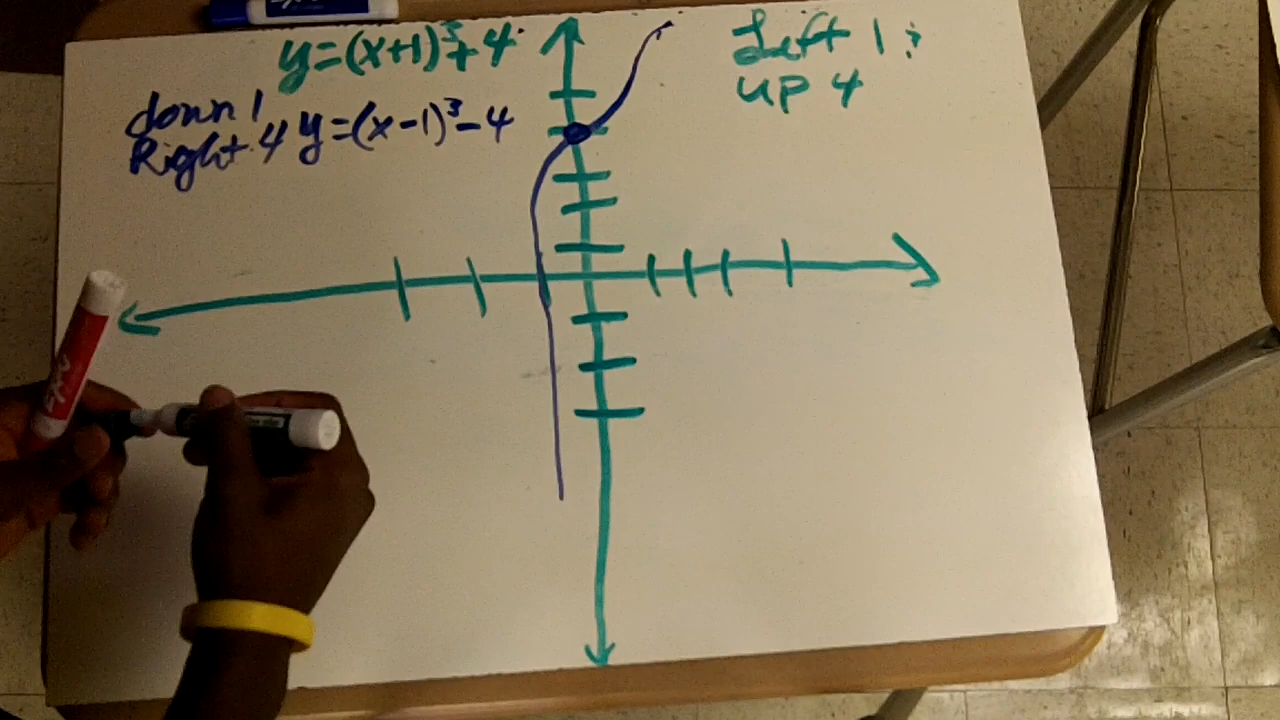 y=(x+1)³+4
Left 1 ;
up 4
down 1
Right 4 y=(x-1)³-4